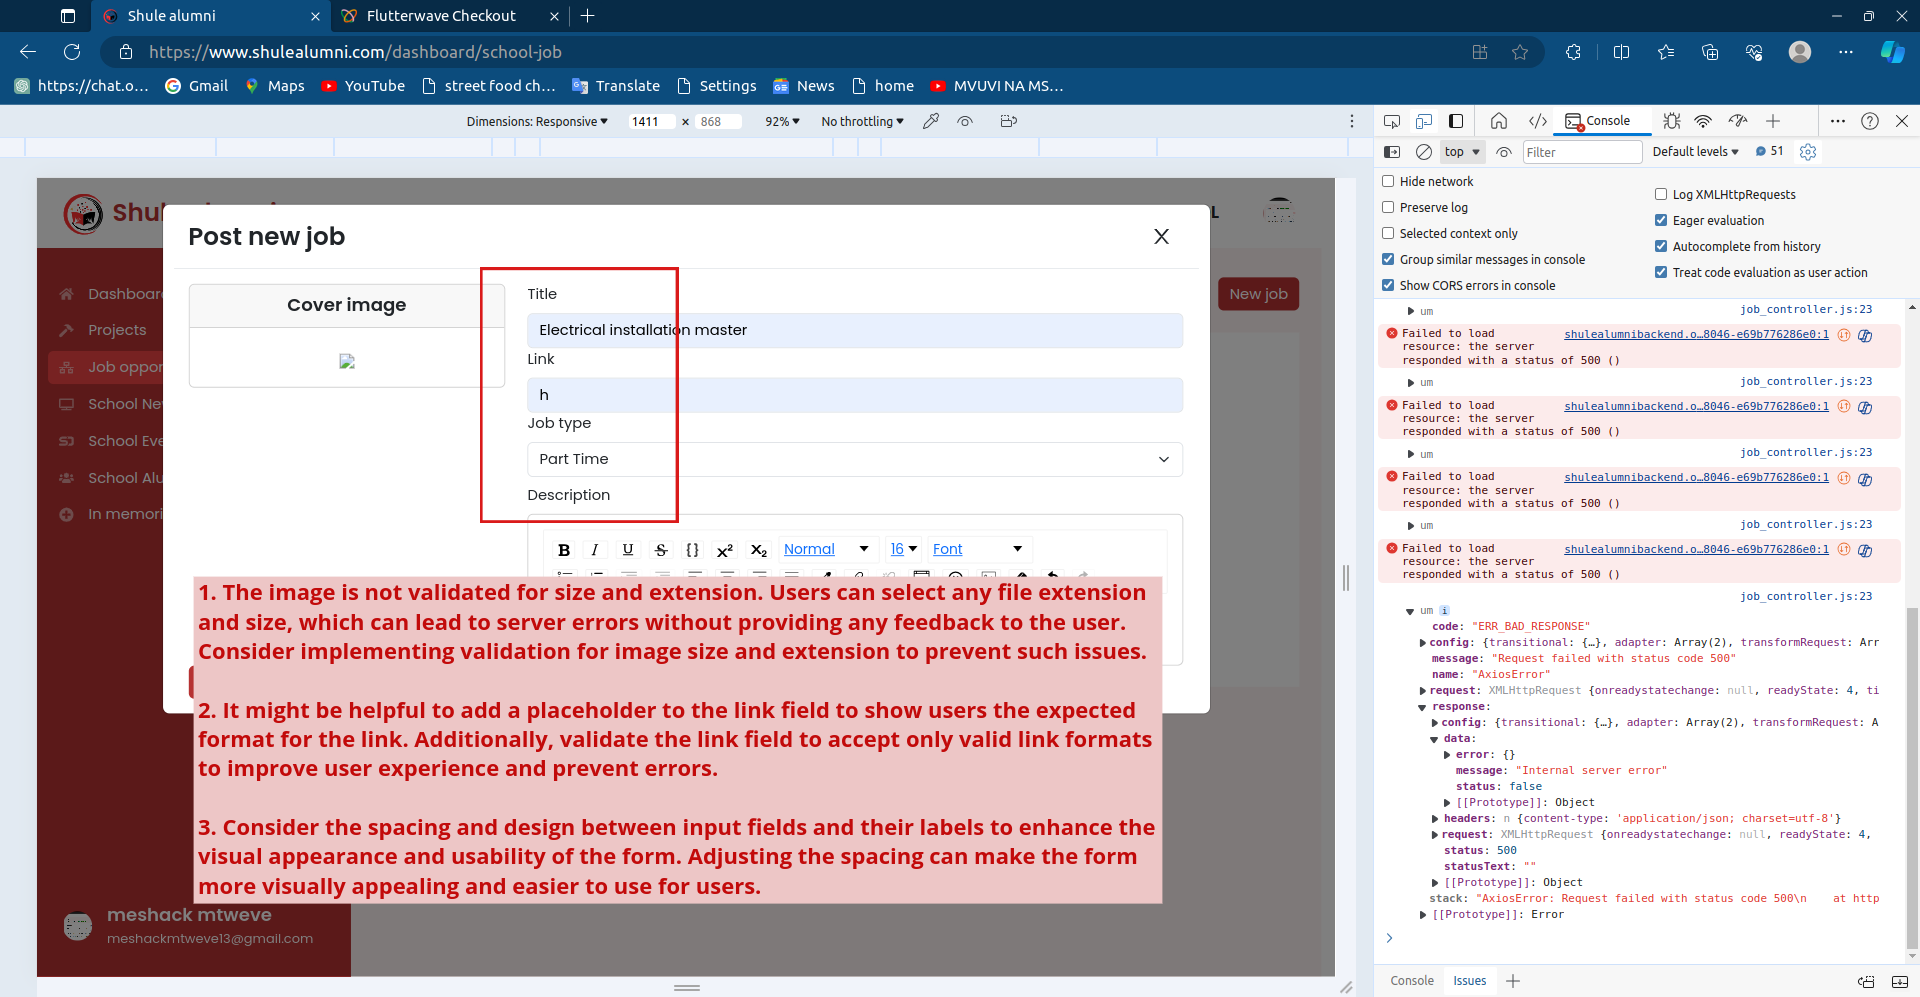 Shule alumni
Flutterwave Checkout
https://www.shulealumni.com/dashboard/school-job
https://chat.o...
Gmail
Maps
YouTube
street food ch...
Translate
Settings
News
home
MVUVI NA MS...
Dimensions: Responsive
1411
×
868
92%
No throttling
Post new job
X
Cover image
Title
Electrical installation master
Link
h
Job type
Part Time
Description
B I U S {} X² X₂ Normal 16 Font
New job
Projects
Job oppor
School Ne
School Eve
School Alu
In memori
1. The image is not validated for size and extension. Users can select any file extension
and size, which can lead to server errors without providing any feedback to the user.
Consider implementing validation for image size and extension to prevent such issues.
2. It might be helpful to add a placeholder to the link field to show users the expected
format for the link. Additionally, validate the link field to accept only valid link formats
to improve user experience and prevent errors.
3. Consider the spacing and design between input fields and their labels to enhance the
visual appearance and usability of the form. Adjusting the spacing can make the form
more visually appealing and easier to use for users.
meshack mtweve
meshackmtweve13@gmail.com
Console
top
Filter
Default levels
51
Hide network
Preserve log
Selected context only
Group similar messages in console
Show CORS errors in console
Log XMLHttpRequests
Eager evaluation
Autocomplete from history
Treat code evaluation as user action
um job_controller.js:23
Failed to load shulealumnibackend.o…8046-e69b776286e0:1
resource: the server
responded with a status of 500 ()
um job_controller.js:23
Failed to load shulealumnibackend.o…8046-e69b776286e0:1
resource: the server
responded with a status of 500 ()
um job_controller.js:23
Failed to load shulealumnibackend.o…8046-e69b776286e0:1
resource: the server
responded with a status of 500 ()
um job_controller.js:23
Failed to load shulealumnibackend.o…8046-e69b776286e0:1
resource: the server
responded with a status of 500 ()
job_controller.js:23
um i
code: "ERR_BAD_RESPONSE"
config: {transitional: {…}, adapter: Array(2), transformRequest: Arr
message: "Request failed with status code 500"
name: "AxiosError"
request: XMLHttpRequest {onreadystatechange: null, readyState: 4, ti
response:
config: {transitional: {…}, adapter: Array(2), transformRequest: A
data:
error: {}
message: "Internal server error"
status: false
[[Prototype]]: Object
headers: n {content-type: 'application/json; charset=utf-8'}
request: XMLHttpRequest {onreadystatechange: null, readyState: 4,
status: 500
statusText: ""
[[Prototype]]: Object
stack: "AxiosError: Request failed with status code 500\n at http
[[Prototype]]: Error
Console
Issues